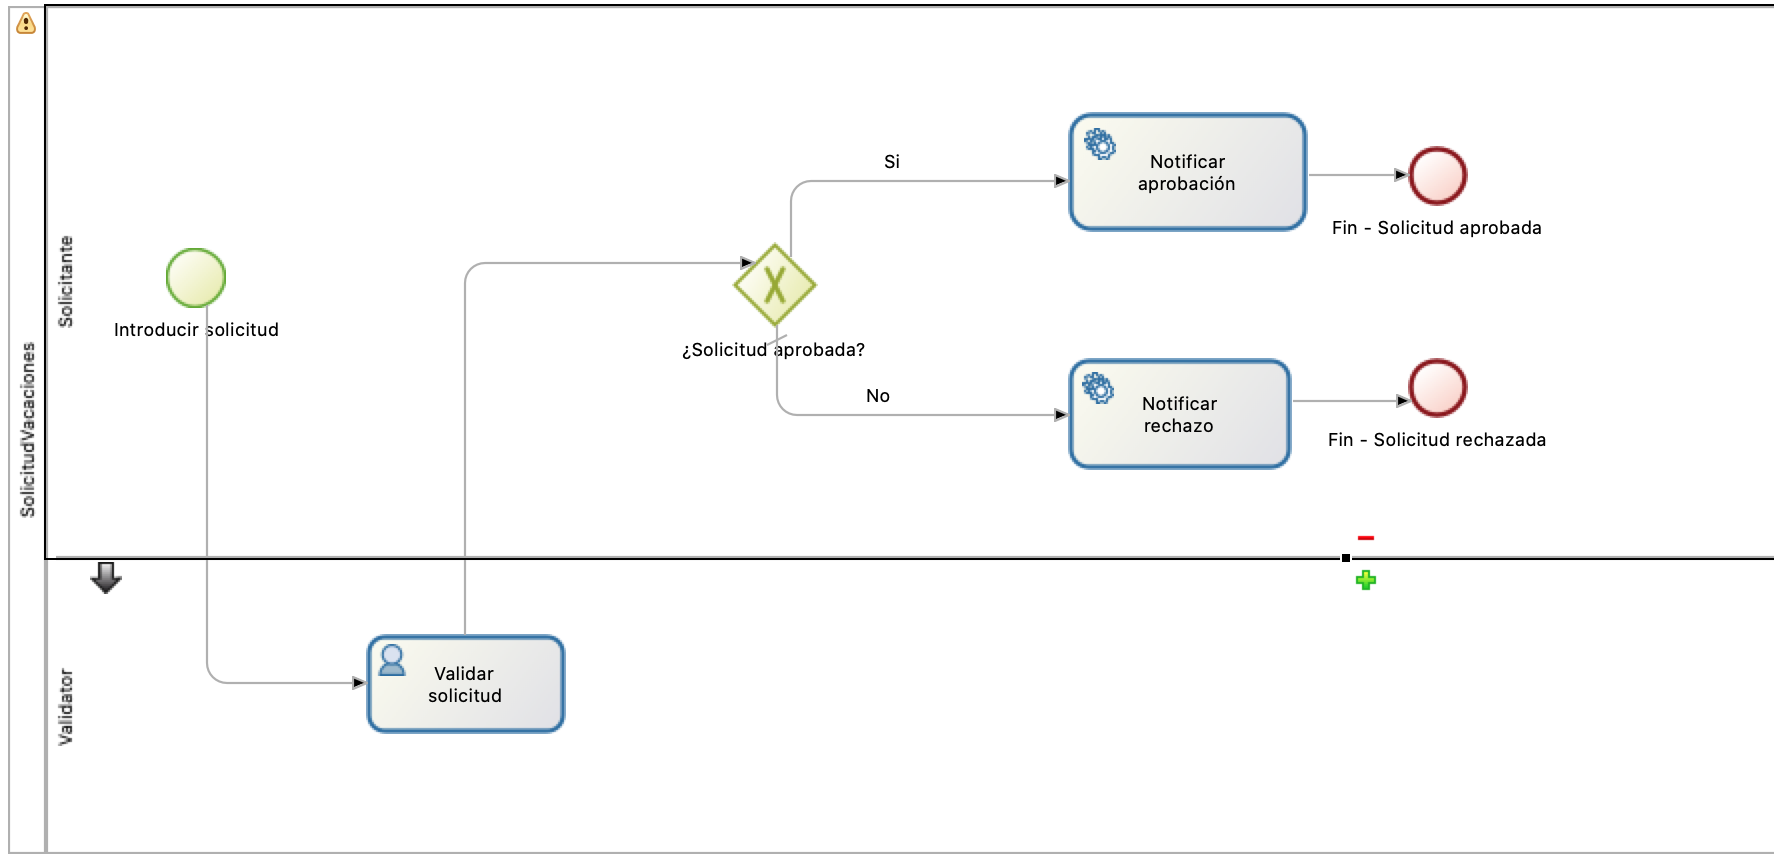 SolicitudVacaciones
Solicitante
Introducir solicitud
¿Solicitud aprobada?
Si
Notificar
aprobación
Fin - Solicitud aprobada
No
Notificar
rechazo
Fin - Solicitud rechazada
Validator
Validar
solicitud